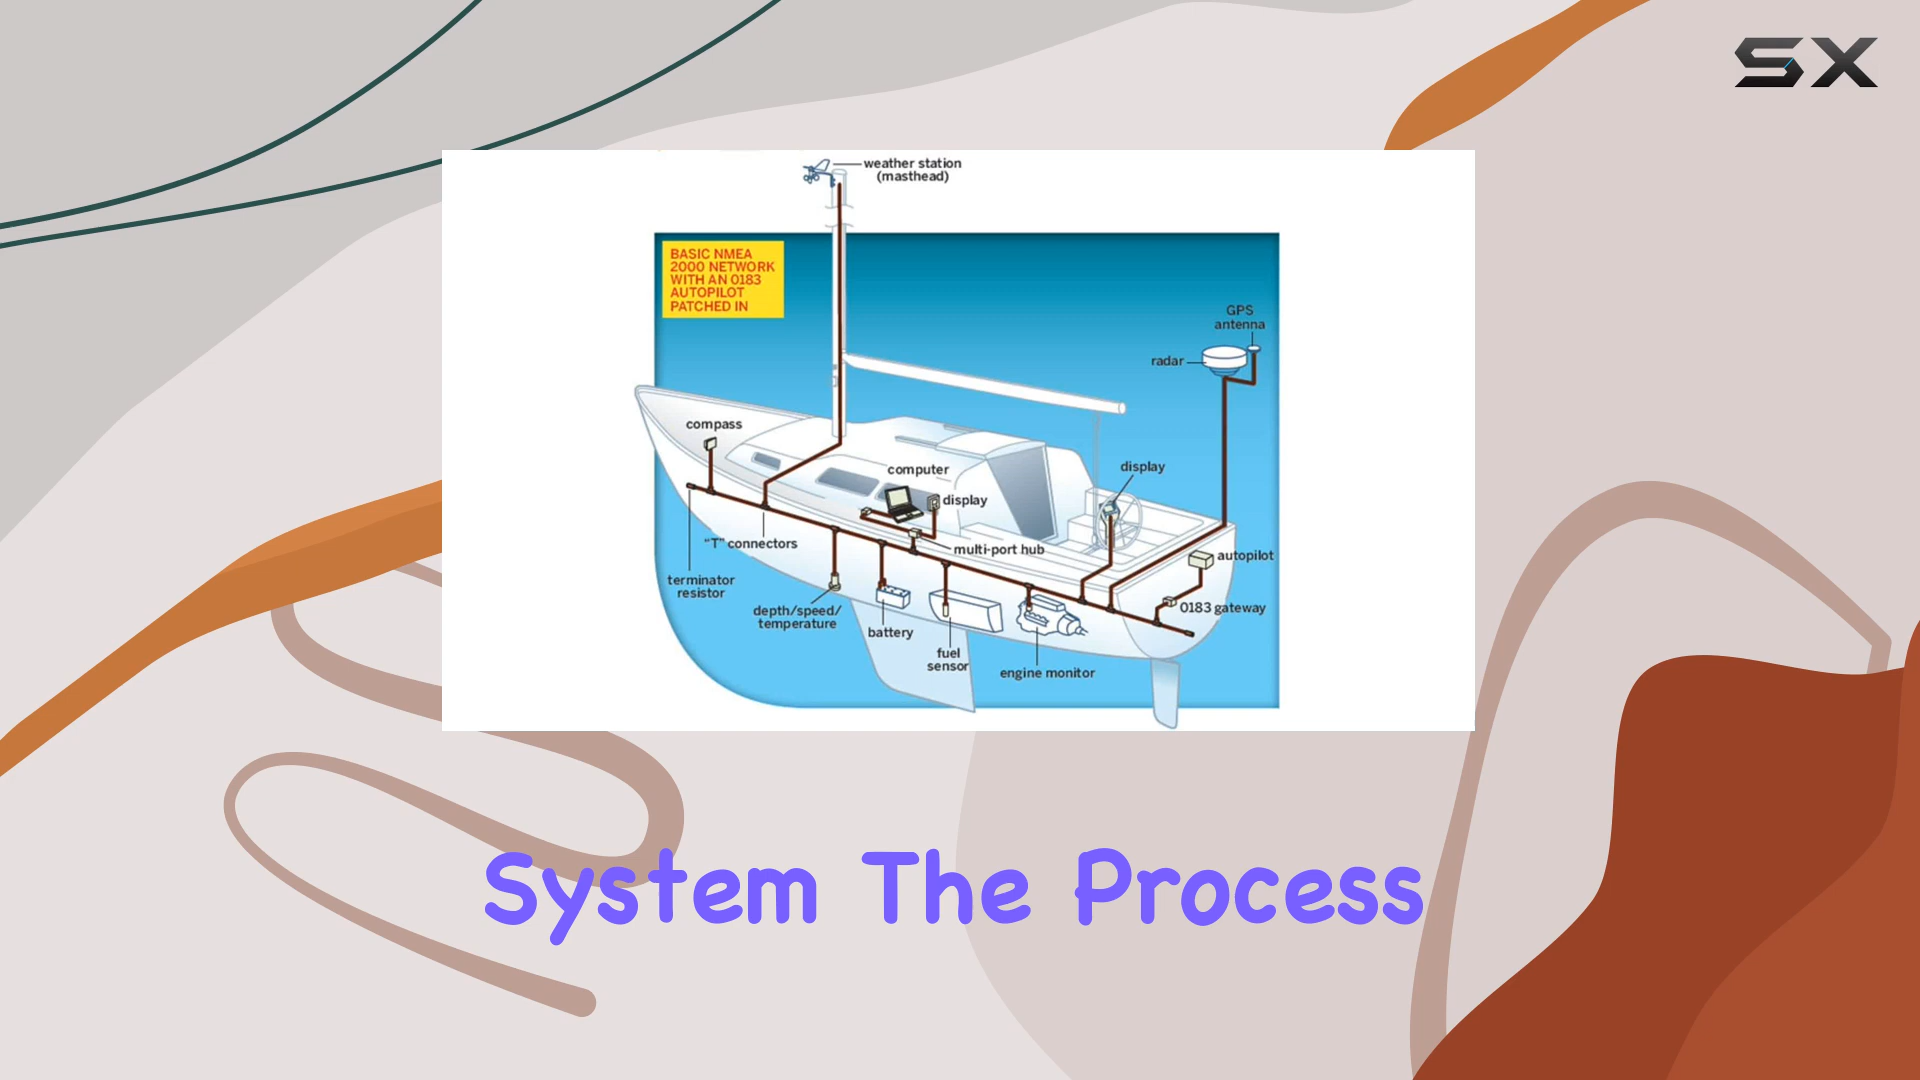 SX
weather station
(masthead)
BASIC NMEA
2000 NETWORK
WITH AN 0183
AUTOPILOT
PATCHED IN
GPS
antenna
radar
compass
computer
display
display
"T" connectors
multi-port hub
autopilot
terminator
resistor
depth/speed/
temperature
battery
0183 gateway
fuel
sensor
engine monitor
System The Process